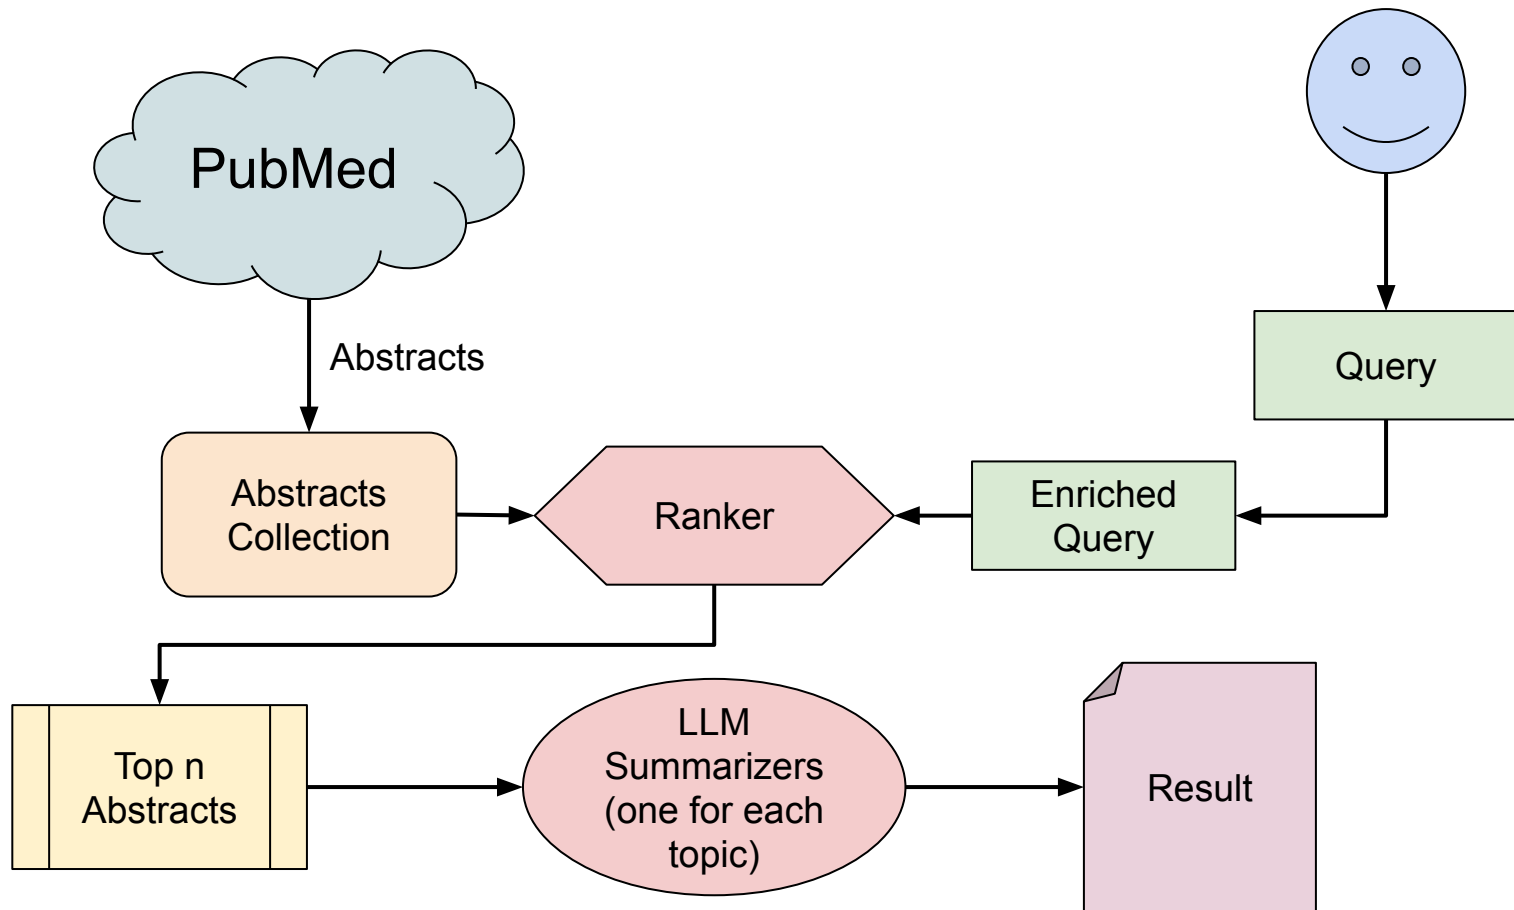 PubMed
Abstracts
Query
Abstracts
Collection
Ranker
Enriched
Query
Top n
Abstracts
LLM
Summarizers
(one for each
topic)
Result